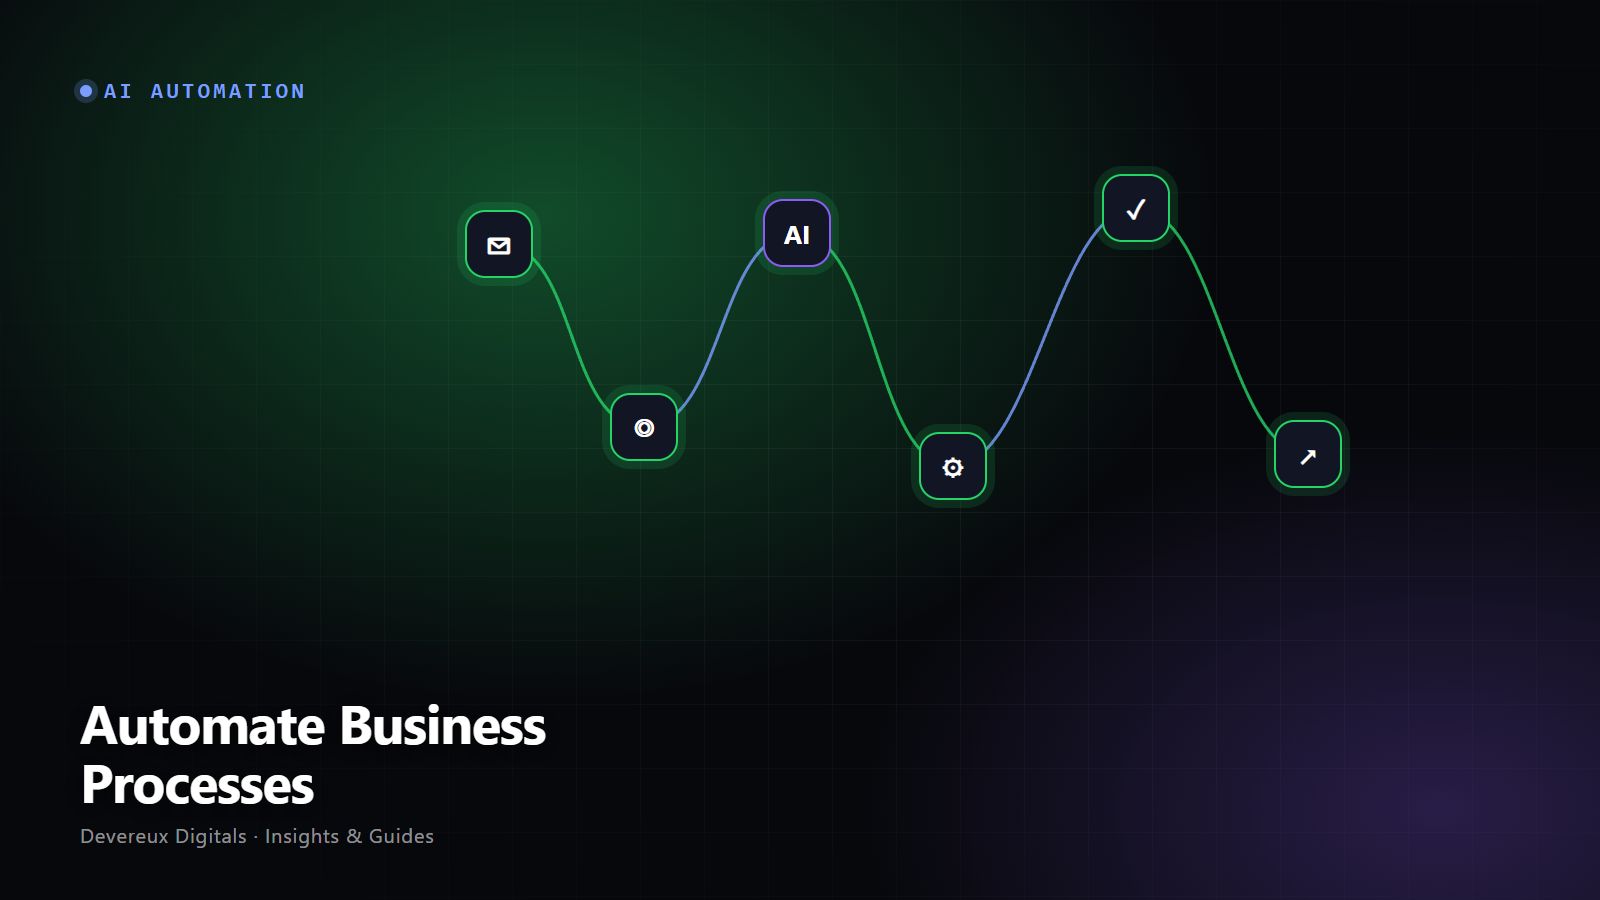 AI AUTOMATION
AI
Automate Business
Processes
Devereux Digitals · Insights & Guides